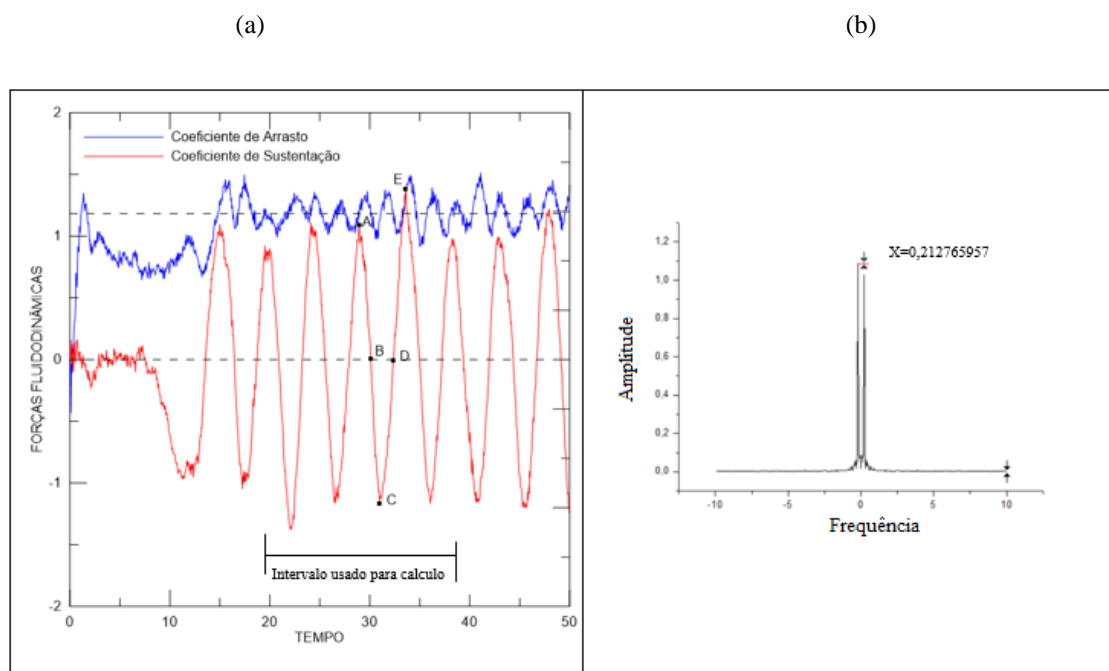 (a)
(b)
2
1
0
-1
-2
FORÇAS FLUIDODINÂMICAS
Coeficiente de Arrasto
Coeficiente de Sustentação
E
A
B
D
C
Intervalo usado para calculo
0
10
20
30
40
50
TEMPO
X=0,212765957
1,2
1,0
0,8
0,6
0,4
0,2
0,0
Amplitude
-10
-5
0
5
10
Frequência